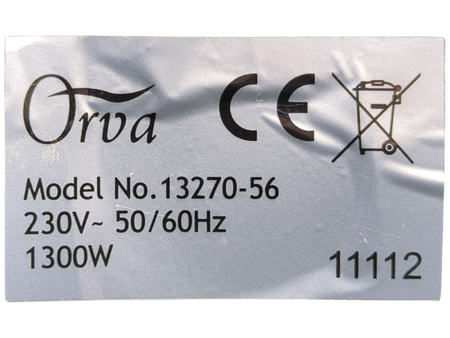 Orva CE
Model No.13270-56
230V~ 50/60Hz
1300W 11112